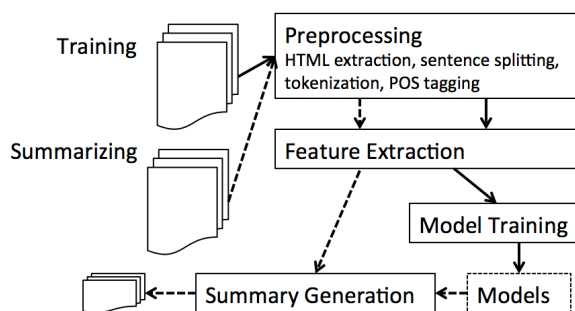 Training
Preprocessing
HTML extraction, sentence splitting,
tokenization, POS tagging
Summarizing
Feature Extraction
Model Training
Summary Generation
Models